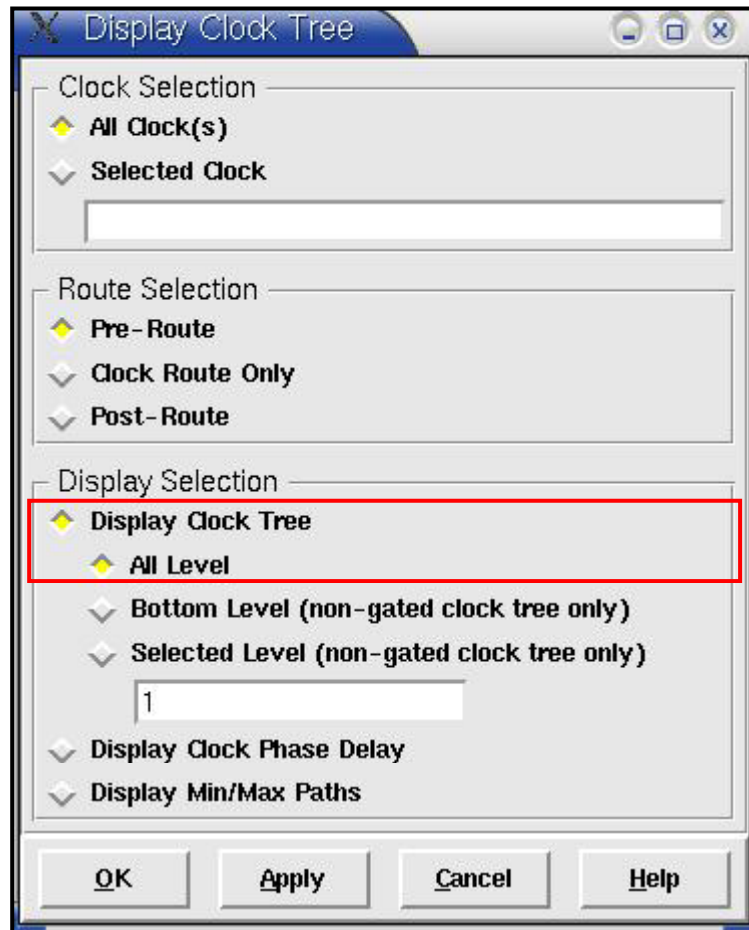 Display Clock Tree
Clock Selection
All Clock(s)
Selected Clock
Route Selection
Pre-Route
Clock Route Only
Post-Route
Display Selection
Display Clock Tree
All Level
Bottom Level (non-gated clock tree only)
Selected Level (non-gated clock tree only)
1
Display Clock Phase Delay
Display Min/Max Paths
OK Apply Cancel Help